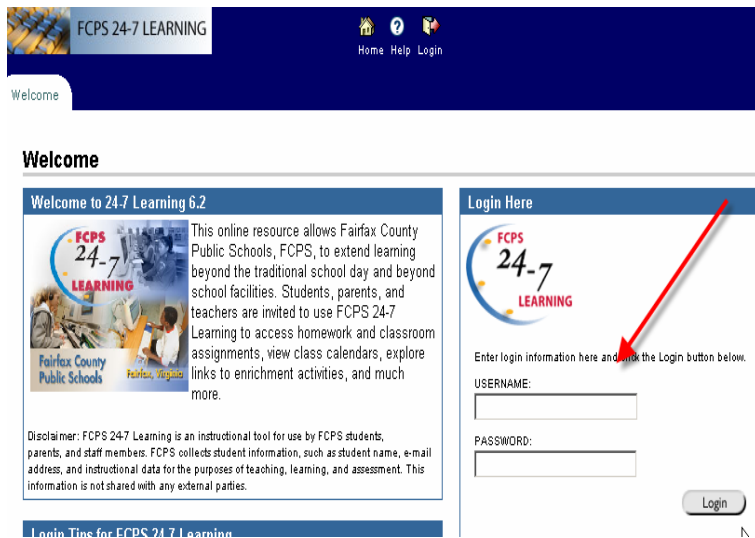 FCPS 24-7 LEARNING
Home Help Login
Welcome
Welcome
Welcome to 24-7 Learning 6.2
FCPS
24-7
LEARNING
Fairfax County
Public Schools
Fairfax, Virginia
This online resource allows Fairfax County
Public Schools, FCPS, to extend learning
beyond the traditional school day and beyond
school facilities. Students, parents, and
teachers are invited to use FCPS 24-7
Learning to access homework and classroom
assignments, view class calendars, explore
links to enrichment activities, and much
more.
Disclaimer: FCPS 24-7 Learning is an instructional tool for use by FCPS students,
parents, and staff members. FCPS collects student information, such as student name, e-mail
address, and instructional data for the purposes of teaching, learning, and assessment. This
information is not shared with any external parties.
Login Tips for FCPS 24-7 Learning
Login Here
FCPS
24-7
LEARNING
Enter login information here and click the Login button below.
USERNAME:
PASSWORD:
Login